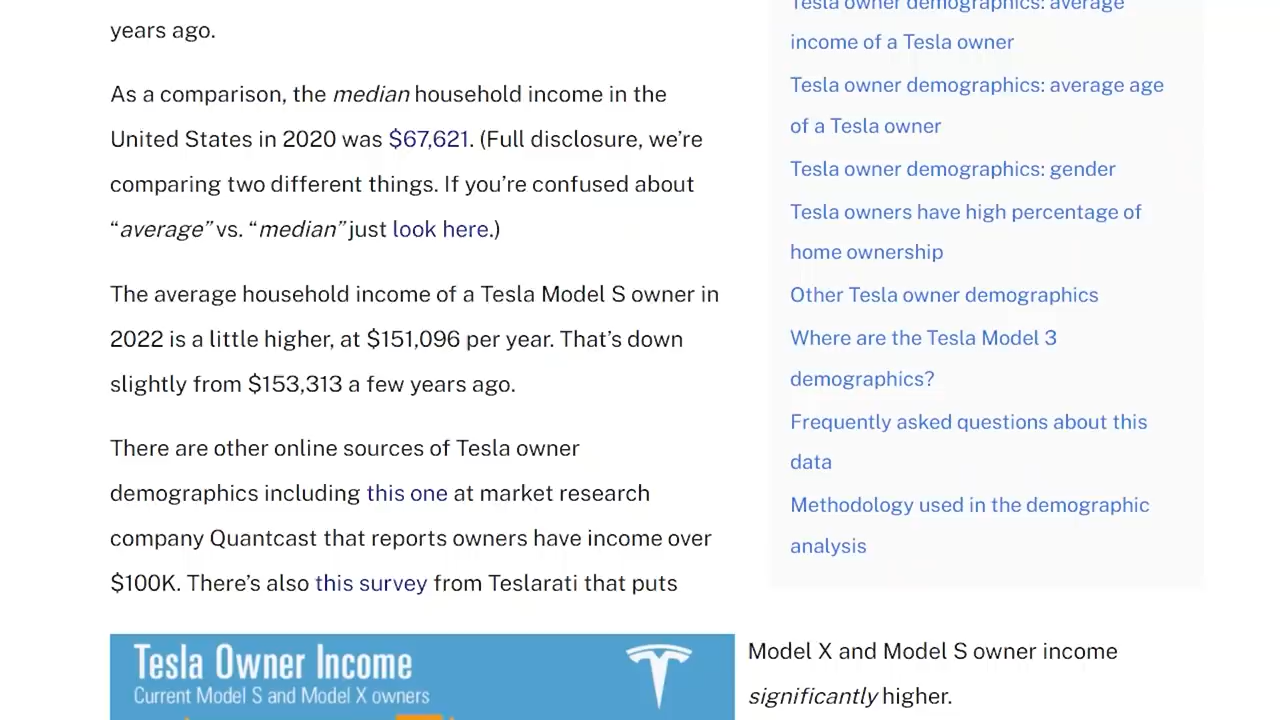 years ago.
As a comparison, the median household income in the
United States in 2020 was $67,621. (Full disclosure, we’re
comparing two different things. If you’re confused about
“average” vs. “median” just look here.)
The average household income of a Tesla Model S owner in
2022 is a little higher, at $151,096 per year. That’s down
slightly from $153,313 a few years ago.
There are other online sources of Tesla owner
demographics including this one at market research
company Quantcast that reports owners have income over
$100K. There’s also this survey from Teslarati that puts
Tesla Owner Income
Current Model S and Model X owners
Model X and Model S owner income
significantly higher.
Tesla owner demographics: average
income of a Tesla owner
Tesla owner demographics: average age
of a Tesla owner
Tesla owner demographics: gender
Tesla owners have high percentage of
home ownership
Other Tesla owner demographics
Where are the Tesla Model 3
demographics?
Frequently asked questions about this
data
Methodology used in the demographic
analysis